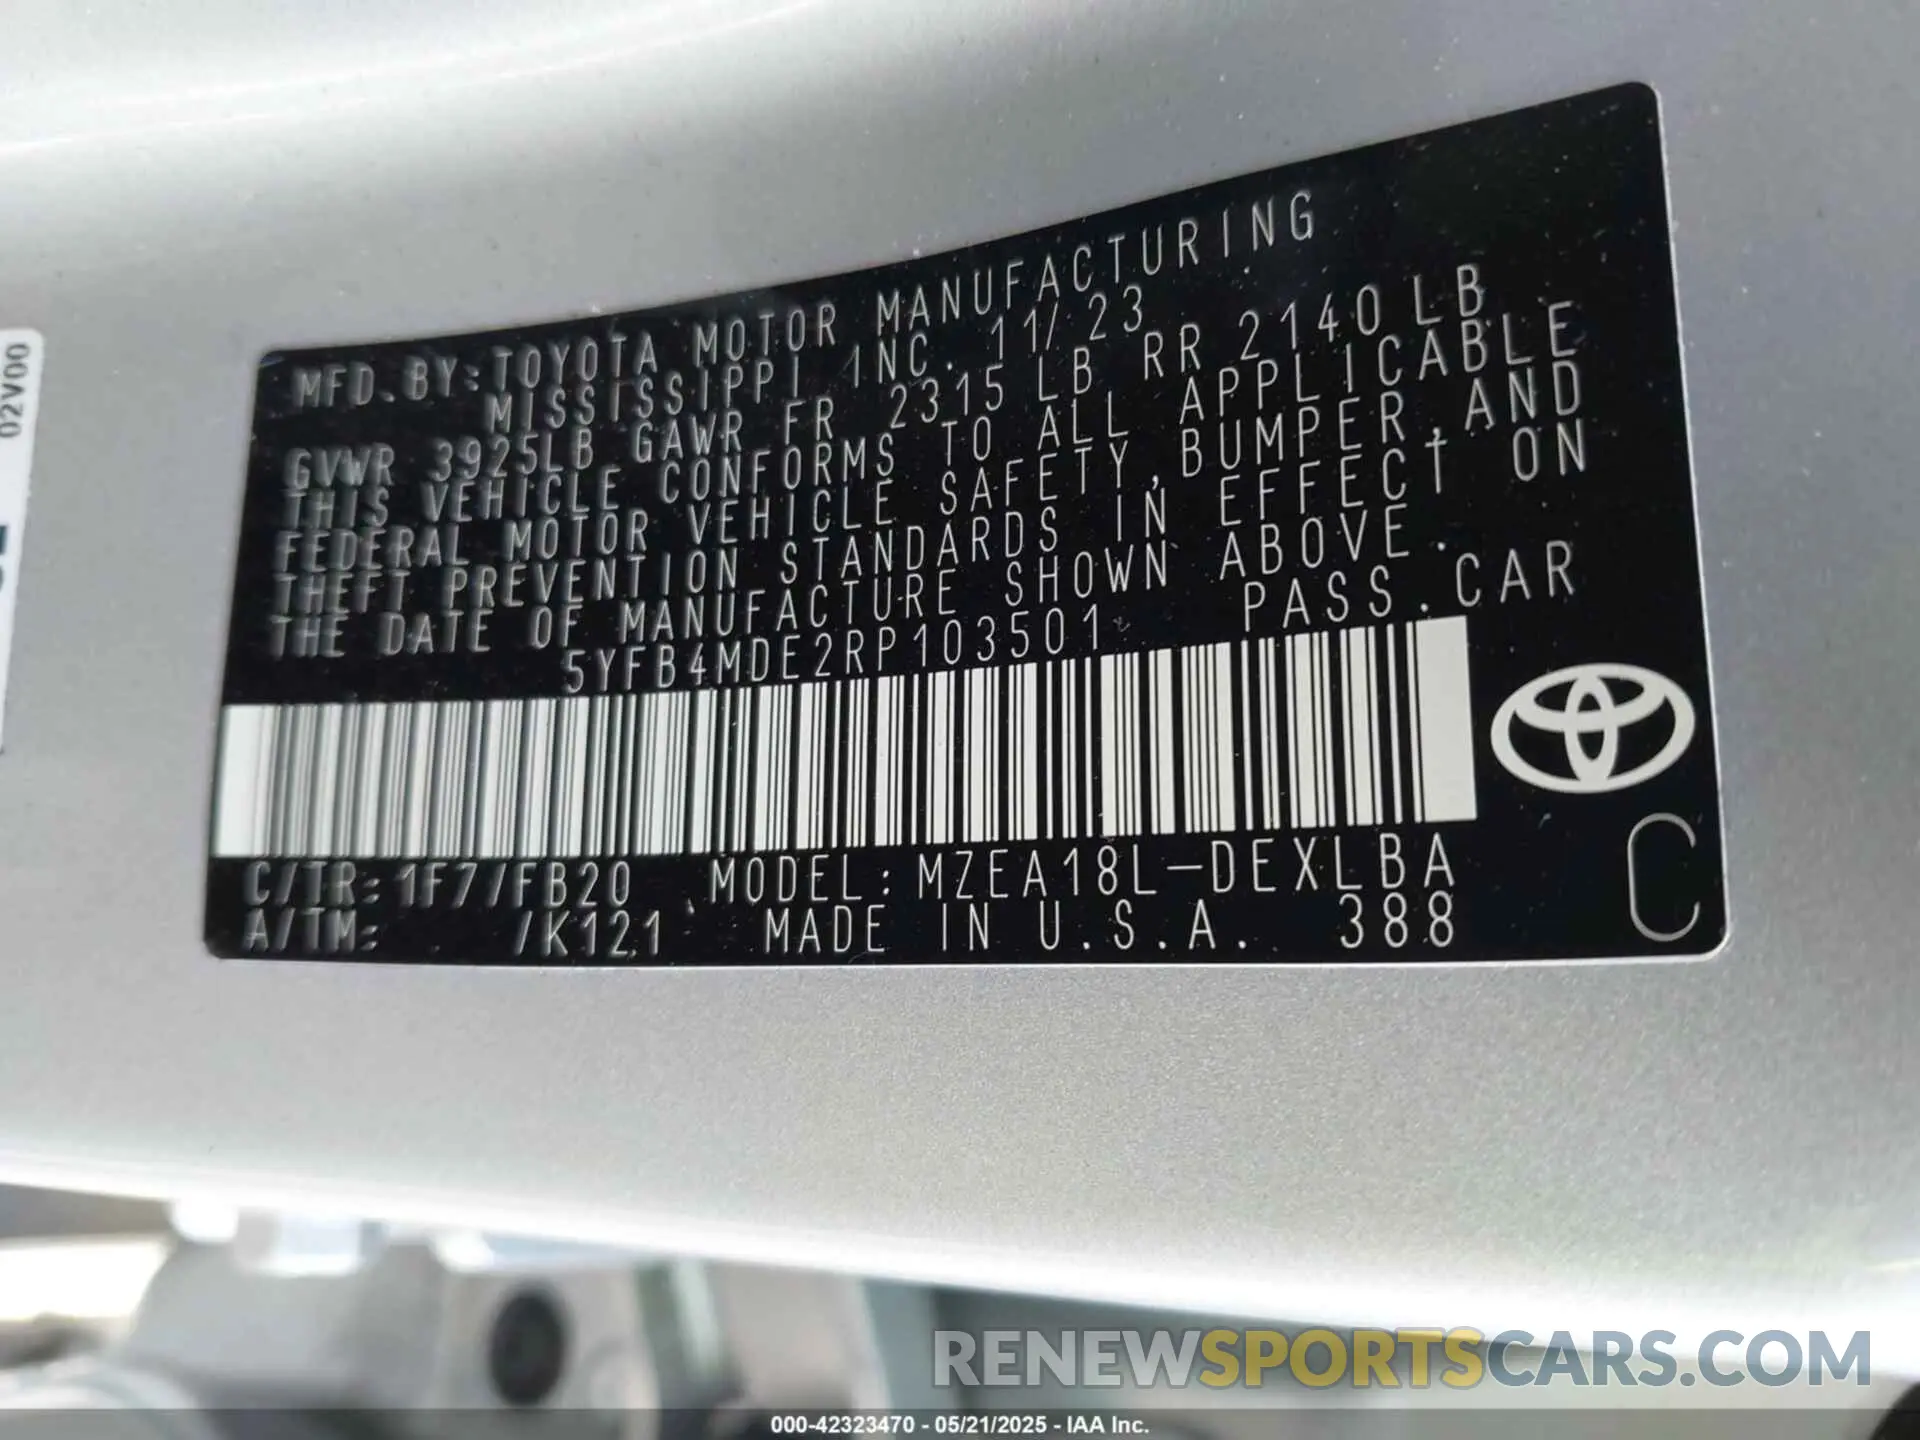 MFD. BY: TOYOTA MOTOR MANUFACTURING
MISSISSIPPI INC. 11/23
GVWR 3925LB GAWR FR 2315 LB RR 2140 LB
THIS VEHICLE CONFORMS TO ALL APPLICABLE
FEDERAL MOTOR VEHICLE SAFETY, BUMPER, AND
THEFT PREVENTION STANDARDS IN EFFECT ON
THE DATE OF MANUFACTURE SHOWN ABOVE.
5YFB4MDE2RP103501 PASS. CAR
C/TR: 1F7/FB20 MODEL: MZEA18L-DEXLBA
A/TM: /K121 MADE IN U.S.A. 388
C
02V00
RENEWSPORTSCARS.COM
000-42323470 - 05/21/2025 - IAA Inc.